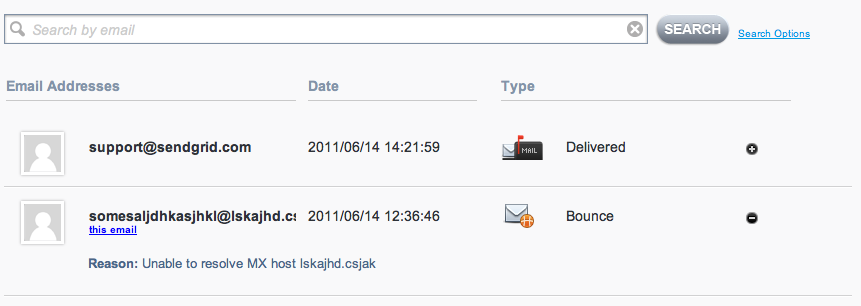 Search by email
SEARCH
Search Options
Email Addresses Date Type
support@sendgrid.com 2011/06/14 14:21:59 MAIL Delivered
somesaljdhkasjhkl@lskajhd.cs 2011/06/14 12:36:46 Bounce
this email
Reason: Unable to resolve MX host lskajhd.csjak